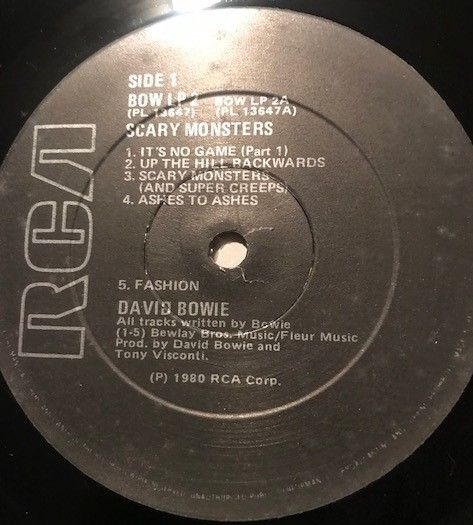 SIDE 1
BOW LP 2 BOW LP 2A
(PL 13647) (PL 13647A)
SCARY MONSTERS
1. IT'S NO GAME (Part 1)
2. UP THE HILL BACKWARDS
3. SCARY MONSTERS
(AND SUPER CREEPS)
4. ASHES TO ASHES
RCA
5. FASHION
DAVID BOWIE
All tracks written by Bowie
(1-5) Bewlay Bros. Music/Fleur Music
Prod. by David Bowie and
Tony Visconti.
(P) 1980 RCA Corp.